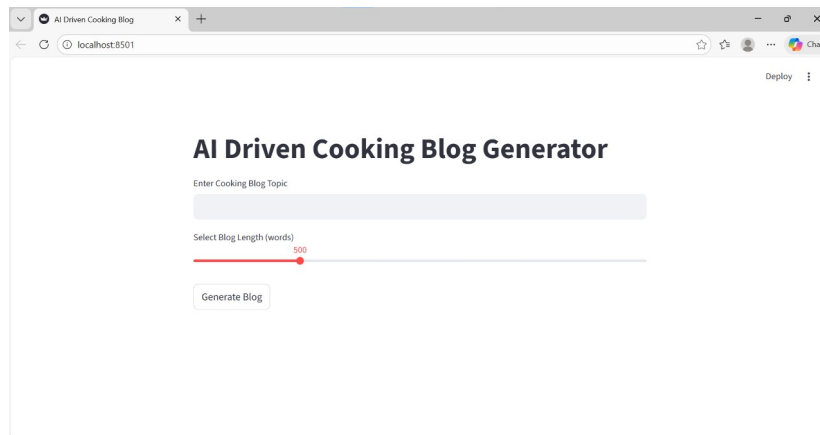 AI Driven Cooking Blog
localhost:8501
Cha
Deploy
AI Driven Cooking Blog Generator
Enter Cooking Blog Topic
Select Blog Length (words)
500
Generate Blog